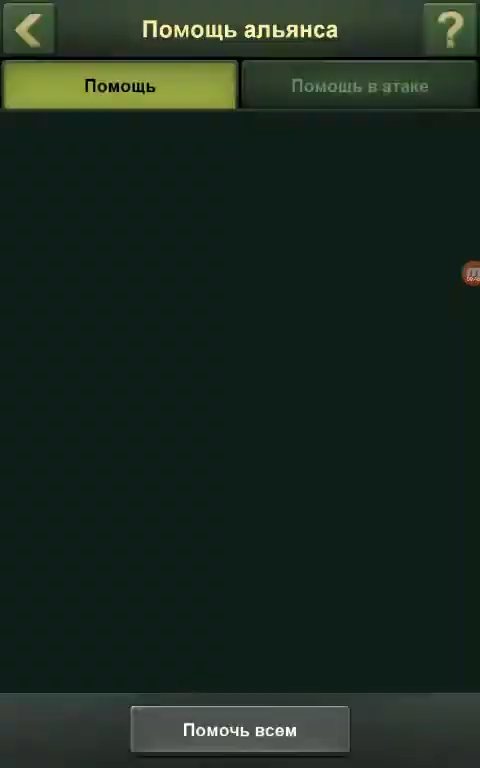 Помощь альянса
?
Помощь
Помощь в атаке
Помочь всем